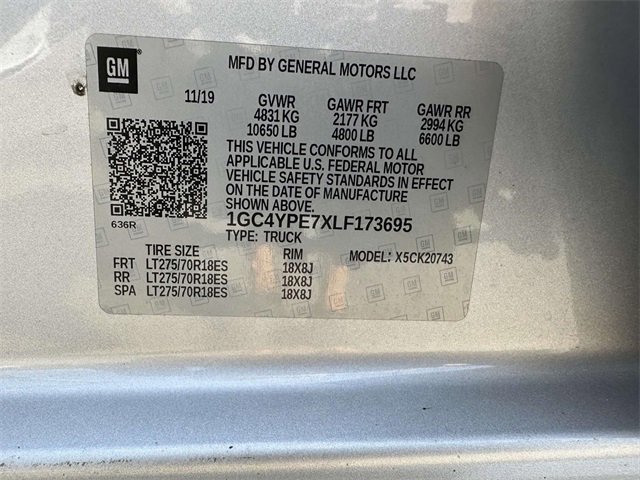 GM
MFD BY GENERAL MOTORS LLC
11/19 GVWR GAWR FRT GAWR RR
4831 KG 2177 KG 2994 KG
10650 LB 4800 LB 6600 LB
THIS VEHICLE CONFORMS TO ALL
APPLICABLE U.S. FEDERAL MOTOR
VEHICLE SAFETY STANDARDS IN EFFECT
ON THE DATE OF MANUFACTURE
SHOWN ABOVE.
636R
1GC4YPE7XLF173695
TYPE: TRUCK
TIRE SIZE RIM MODEL: X5CK20743
FRT LT275/70R18ES 18X8J
RR LT275/70R18ES 18X8J
SPA LT275/70R18ES 18X8J